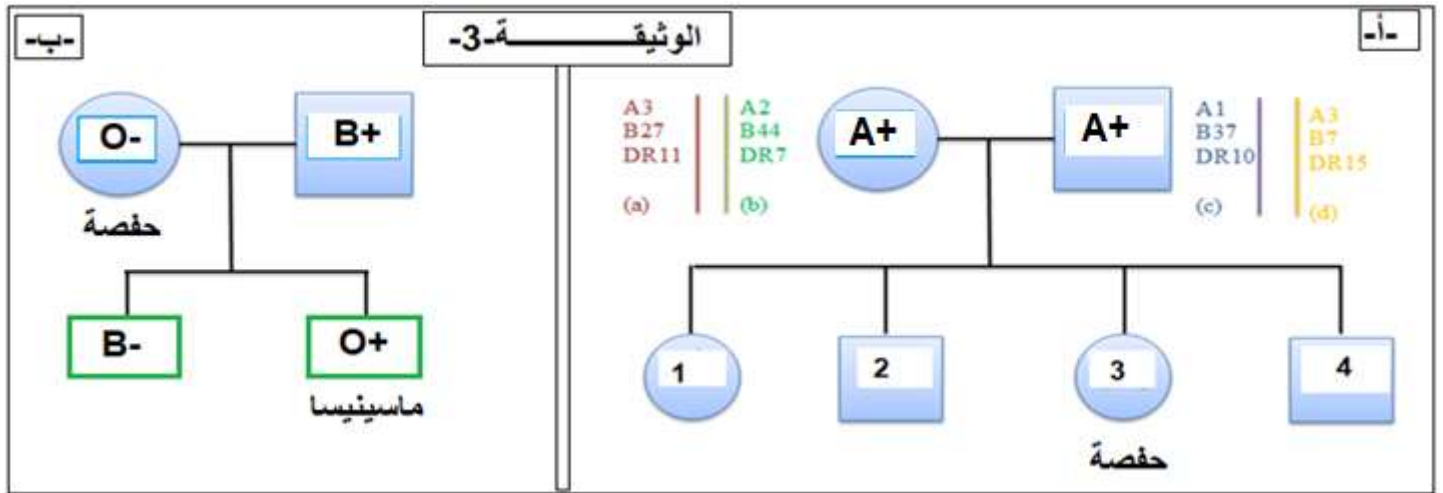 -أ-
الوثيقـــــــــة-3-
-ب-
A3
B27
DR11
(a)
A2
B44
DR7
(b)
A+
A+
A1
B37
DR10
(c)
A3
B7
DR15
(d)
1
2
3
4
حفصة
O-
B+
حفصة
B-
O+
ماسينيسا